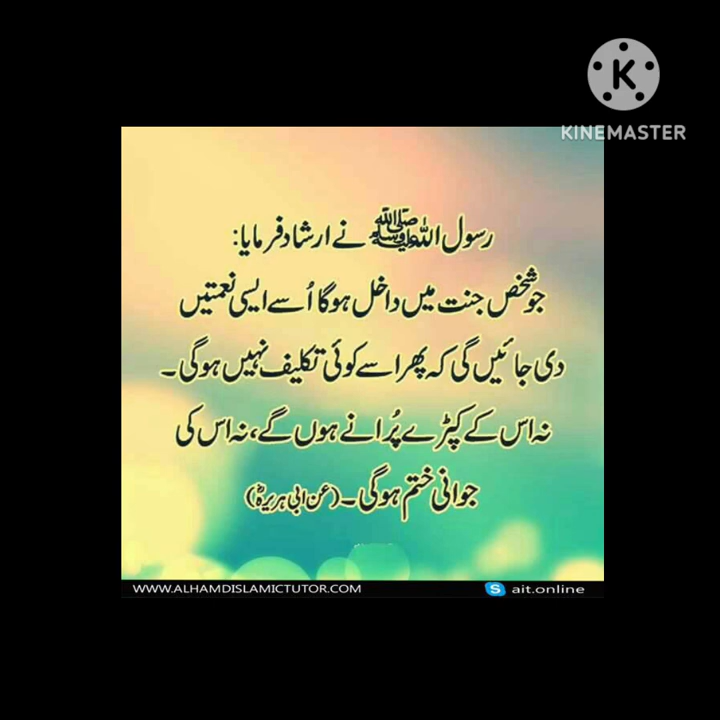 KINEMASTER
رسول اللہ ﷺ نے ارشاد فرمایا:
جو شخص جنت میں داخل ہوگا اُسے ایسی نعمتیں
دی جائیں گی کہ پھر اسے کوئی تکلیف نہیں ہوگی۔
نہ اس کے کپڑے پُرانے ہوں گے، نہ اس کی
جوانی ختم ہوگی۔ (عن ابی ہریرہؓ)
WWW.ALHAMDISLAMICTUTOR.COM
ait.online